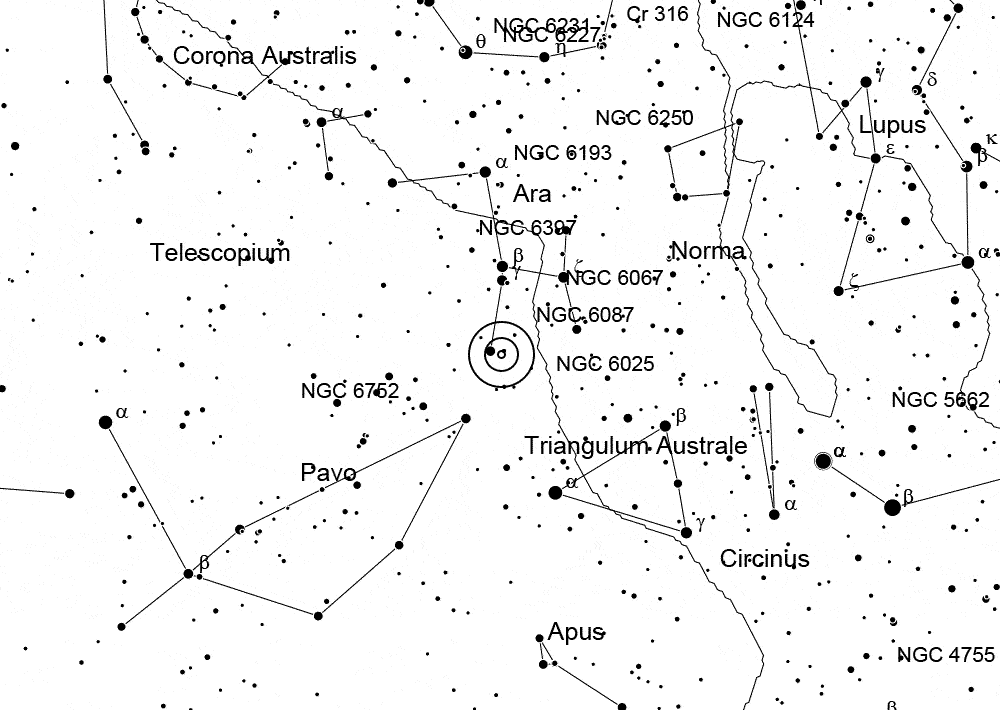 Cr 316
NGC 6124
NGC 6231
NGC 6227
θ
η
Corona Australis
γ
δ
α
NGC 6250
Lupus
κ
β
ε
NGC 6193
α
Ara
NGC 6397
Telescopium
β
γ
ζ
NGC 6067
Norma
α
ζ
NGC 6087
NGC 6025
NGC 6752
NGC 5662
α
β
Triangulum Australe
α
Pavo
α
β
α
γ
Circinus
β
Apus
NGC 4755
β